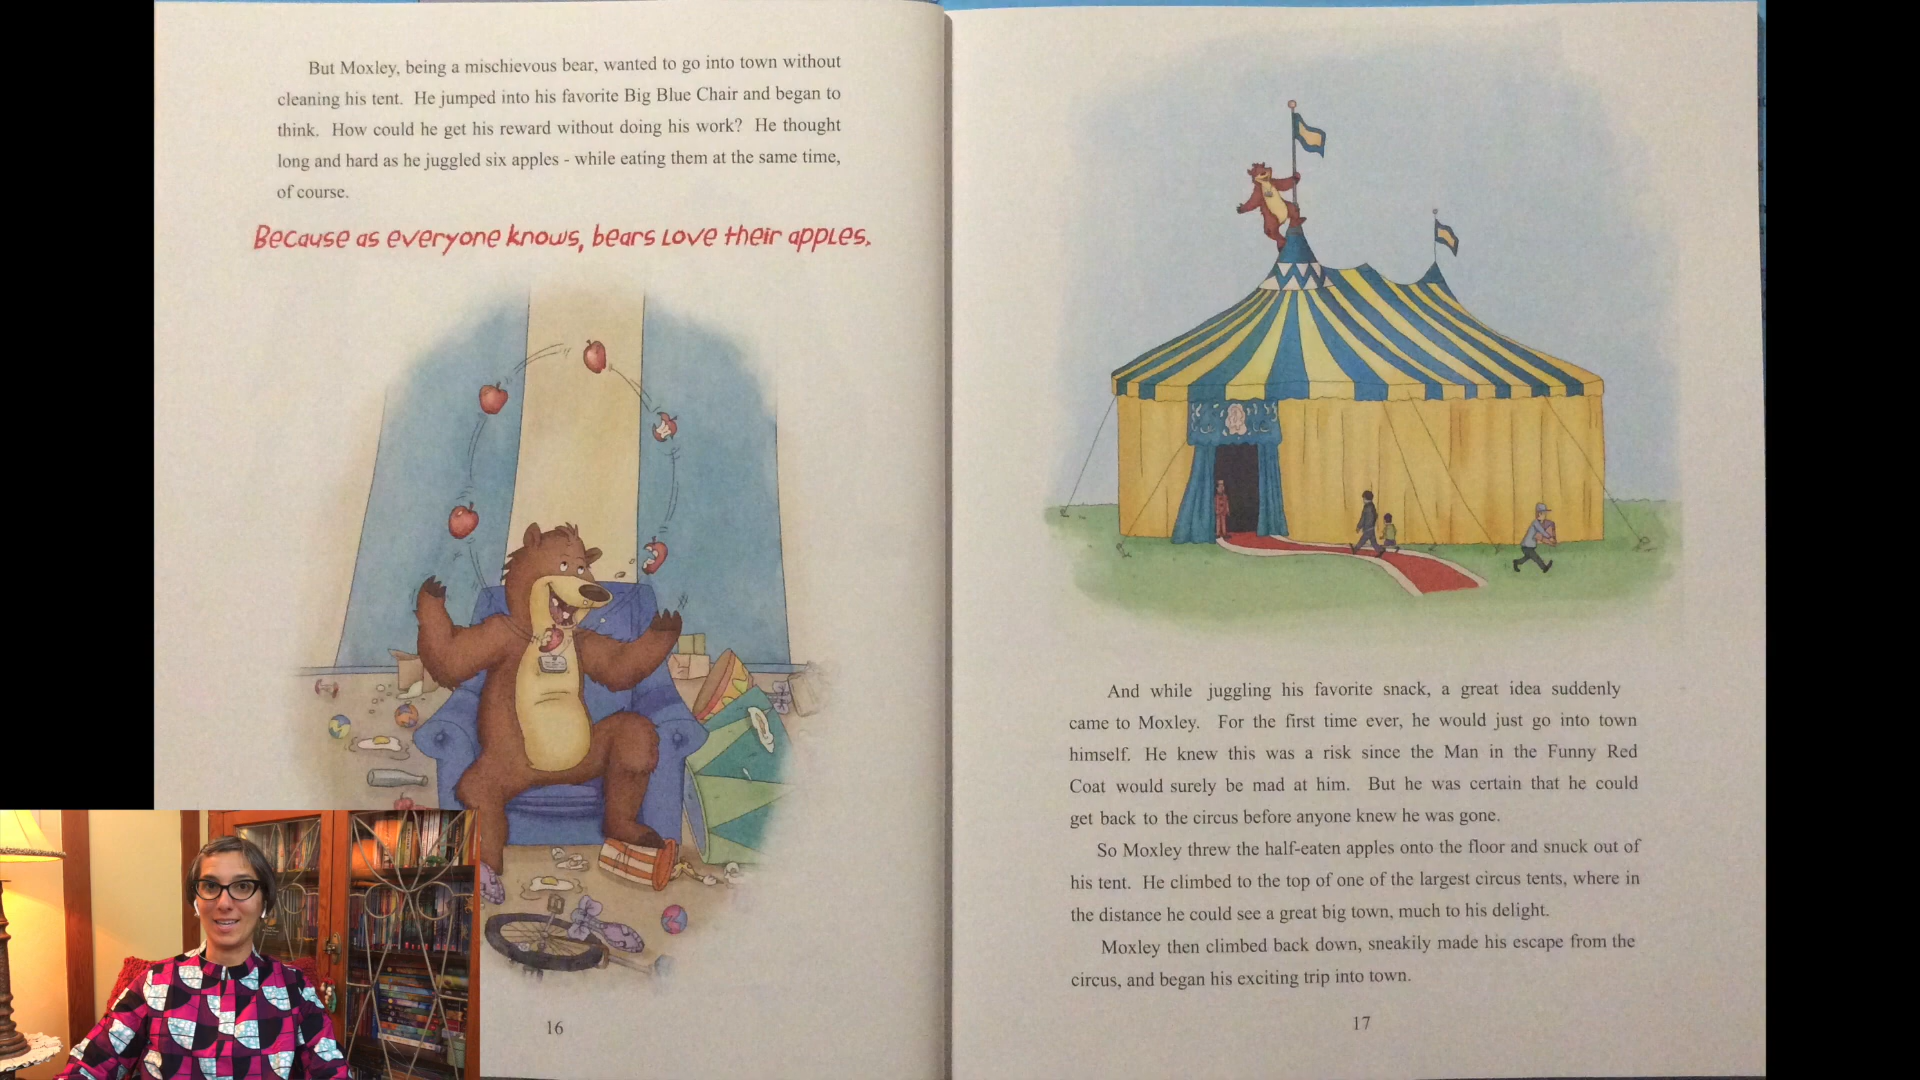 But Moxley, being a mischievous bear, wanted to go into town without
cleaning his tent. He jumped into his favorite Big Blue Chair and began to
think. How could he get his reward without doing his work? He thought
long and hard as he juggled six apples - while eating them at the same time,
of course.
Because as everyone knows, bears love their apples.
16
And while juggling his favorite snack, a great idea suddenly
came to Moxley. For the first time ever, he would just go into town
himself. He knew this was a risk since the Man in the Funny Red
Coat would surely be mad at him. But he was certain that he could
get back to the circus before anyone knew he was gone.
So Moxley threw the half-eaten apples onto the floor and snuck out of
his tent. He climbed to the top of one of the largest circus tents, where in
the distance he could see a great big town, much to his delight.
Moxley then climbed back down, sneakily made his escape from the
circus, and began his exciting trip into town.
17